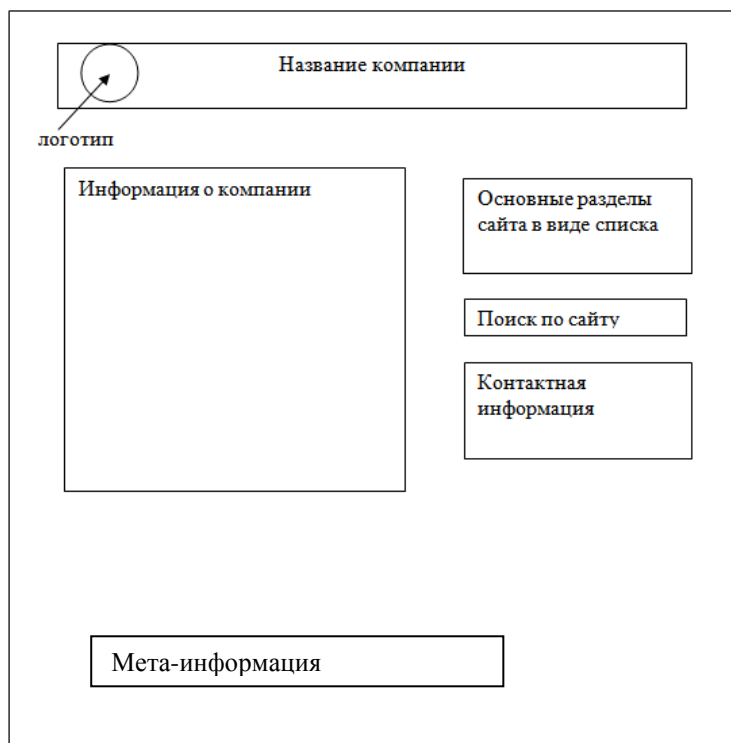 Название компании
логотип
Информация о компании
Основные разделы
сайта в виде списка
Поиск по сайту
Контактная
информация
Мета-информация